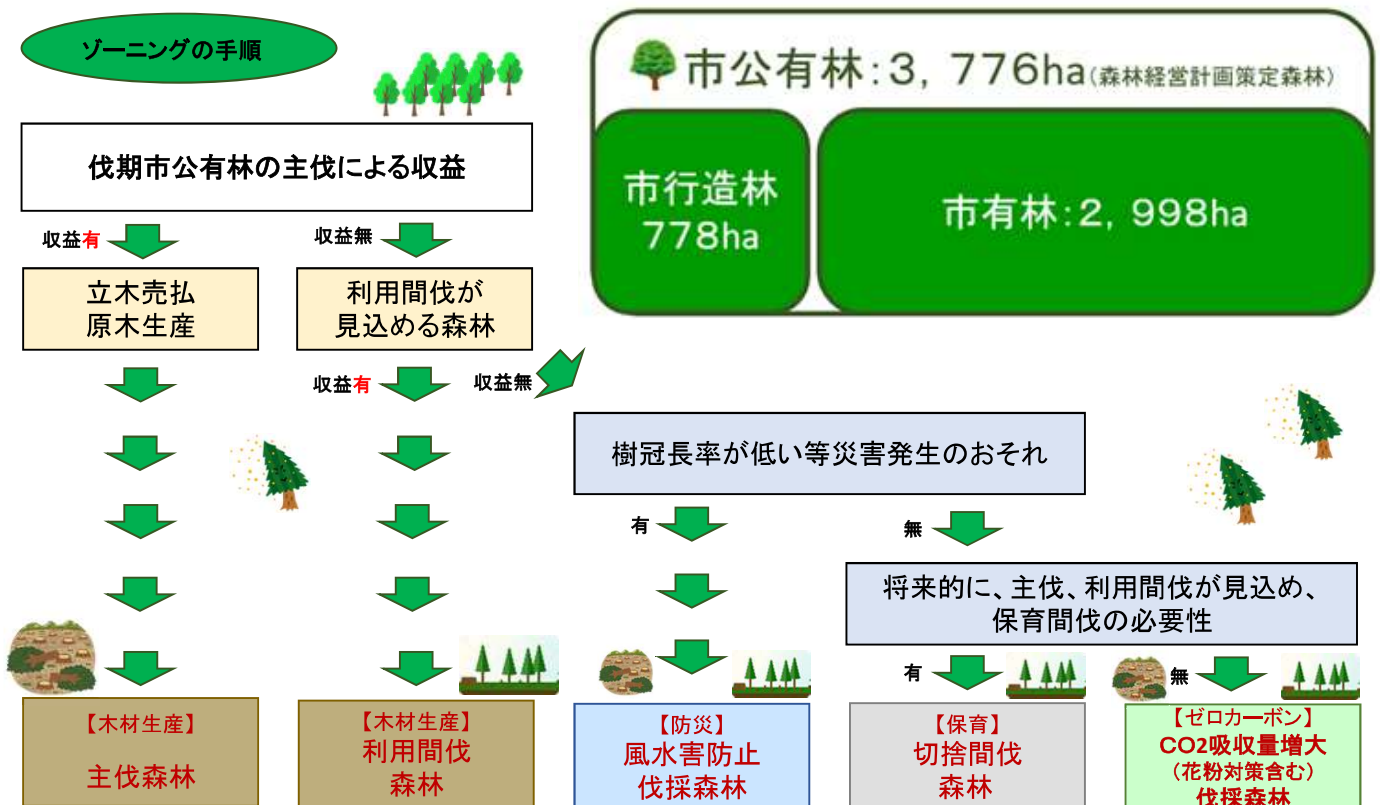 ゾーニングの手順
市公有林:3,776ha(森林経営計画策定森林)
市行造林
778ha
市有林:2,998ha
伐期市公有林の主伐による収益
収益有
収益無
立木売払
原木生産
利用間伐が
見込める森林
収益有
収益無
樹冠長率が低い等災害発生のおそれ
有
無
将来的に、主伐、利用間伐が見込め、
保育間伐の必要性
有
無
【木材生産】
主伐森林
【木材生産】
利用間伐
森林
【防災】
風水害防止
伐採森林
【保育】
切捨間伐
森林
【ゼロカーボン】
CO2吸収量増大
(花粉対策含む)
伐採森林